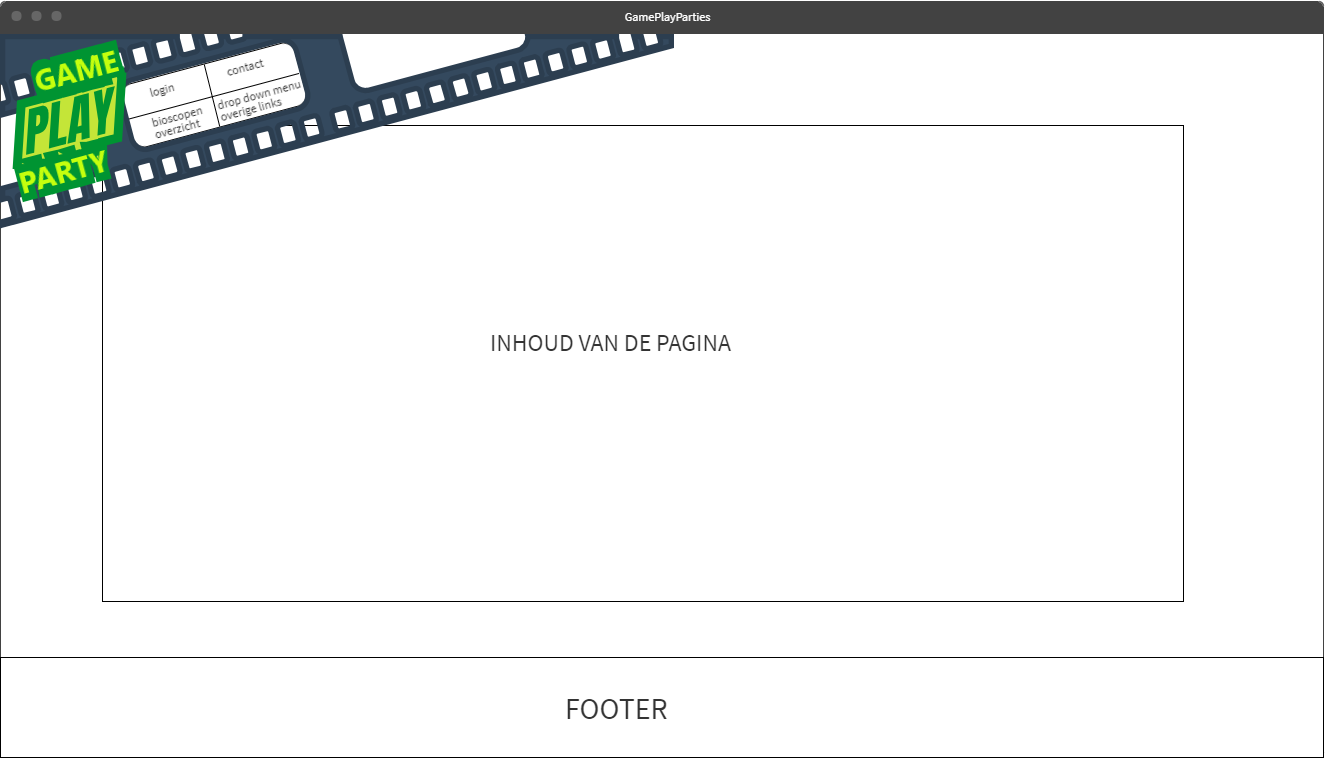 GamePlayParties
GAME
PLAY
PARTY
login
contact
bioscopen
overzicht
drop down menu
overige links
INHOUD VAN DE PAGINA
FOOTER